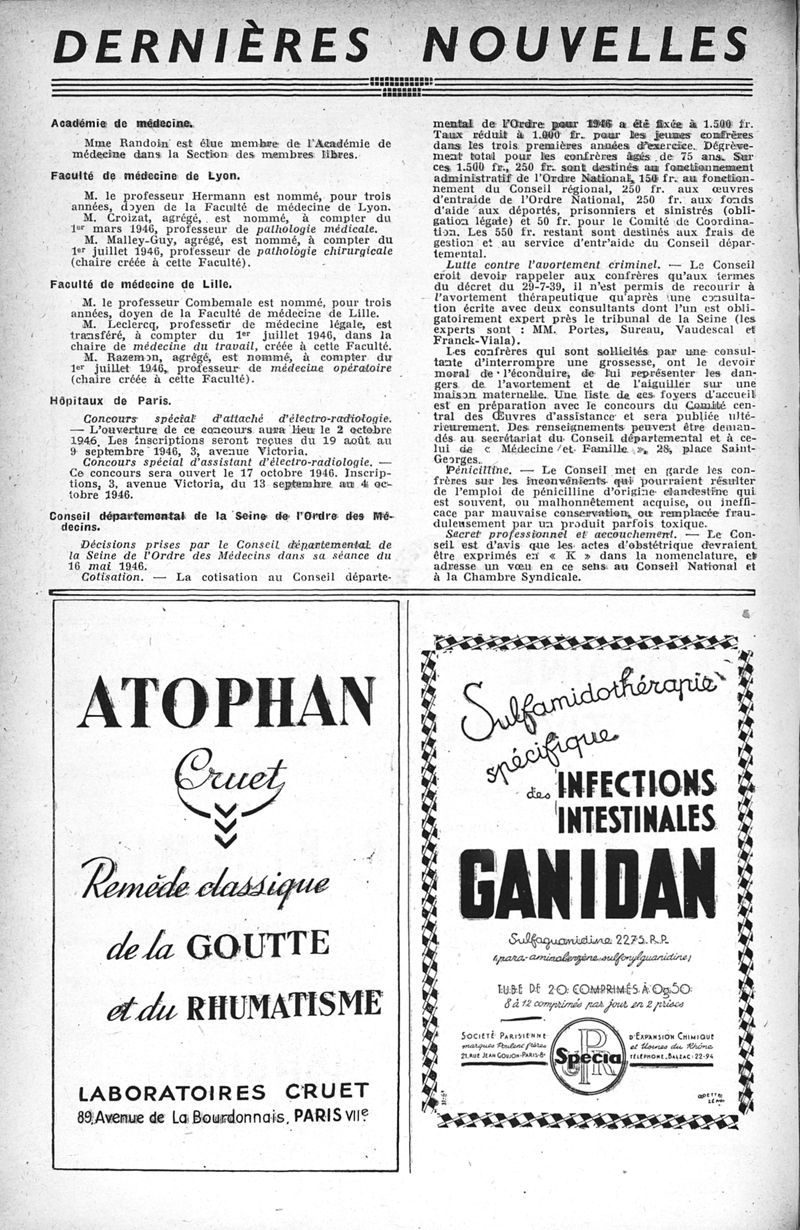 DERNIÈRES NOUVELLES
Académie de médecine.
Mme Randoin est élue membre de l'Académie de
médecine dans la Section des membres libres.
Faculté de médecine de Lyon.
M. le professeur Hermann est nommé, pour trois
années, doyen de la Faculté de médecine de Lyon.
M. Croizat, agrégé, est nommé, à compter du
1er mars 1946, professeur de pathologie médicale.
M. Malley-Guy, agrégé, est nommé, à compter du
1er juillet 1946, professeur de pathologie chirurgicale
(chaire créée à cette Faculté).
Faculté de médecine de Lille.
M. le professeur Combemale est nommé, pour trois
années, doyen de la Faculté de médecine de Lille.
M. Leclercq, professeur de médecine légale, est
transféré, à compter du 1er juillet 1946, dans la
chaire de médecine du travail, créée à cette Faculté.
M. Razemon, agrégé, est nommé, à compter du
1er juillet 1946, professeur de médecine opératoire
(chaire créée à cette Faculté).
Hôpitaux de Paris.
Concours spécial d'attaché d'électro-radiologie.
— L'ouverture de ce concours aura lieu le 2 octobre
1946. Les inscriptions seront reçues du 19 août au
9 septembre 1946, 3, avenue Victoria.
Concours spécial d'assistant d'électro-radiologie. —
Ce concours sera ouvert le 17 octobre 1946. Inscrip-
tions, 3, avenue Victoria, du 13 septembre au 4 oc-
tobre 1946.
Conseil départemental de la Seine de l'Ordre des Mé-
decins.
Décisions prises par le Conseil départemental de
la Seine de l'Ordre des Médecins dans sa séance du
16 mai 1946.
Cotisation. — La cotisation au Conseil départe-
mental de l'Ordre pour 1946 a été fixée à 1.500 fr.
Taux réduit à 1.000 fr. pour les jeunes confrères
dans les trois premières années d'exercice. Dégrève-
ment total pour les confrères âgés de 75 ans. Sur
ces 1.500 fr., 250 fr. sont destinés au fonctionnement
administratif de l'Ordre National, 150 fr. au fonction-
nement du Conseil régional, 250 fr. aux œuvres
d'entraide de l'Ordre National, 250 fr. aux fonds
d'aide aux déportés, prisonniers et sinistrés (obli-
gation légale) et 50 fr. pour le Comité de Coordina-
tion. Les 550 fr. restant sont destinés aux frais de
gestion et au service d'entr'aide du Conseil dépar-
temental.
Lutte contre l'avortement criminel. — Le Conseil
croit devoir rappeler aux confrères qu'aux termes
du décret du 29-7-39, il n'est permis de recourir à
l'avortement thérapeutique qu'après une consulta-
tion écrite avec deux consultants dont l'un est obli-
gatoirement expert près le tribunal de la Seine (les
experts sont : MM. Portes, Sureau, Vaudescal et
Franck-Viala).
Les confrères qui sont sollicités par une consul-
tante d'interrompre une grossesse, ont le devoir
moral de l'éconduire, de lui représenter les dan-
gers de l'avortement et de l'aiguiller sur une
maison maternelle. Une liste de ces foyers d'accueil
est en préparation avec le concours du Comité cen-
tral des Œuvres d'assistance et sera publiée ulté-
rieurement. Des renseignements peuvent être deman-
dés au secrétariat du Conseil départemental et à ce-
lui de « Médecine et Famille », 28, place Saint-
Georges.
Pénicilline. — Le Conseil met en garde les con-
frères sur les inconvénients qui pourraient résulter
de l'emploi de pénicilline d'origine clandestine qui
est souvent, ou malhonnêtement acquise, ou ineffi-
cace par mauvaise conservation, ou remplacée frau-
duleusement par un produit parfois toxique.
Secret professionnel et accouchement. — Le Con-
seil est d'avis que les actes d'obstétrique devraient
être exprimés en « K » dans la nomenclature, et
adresse un vœu en ce sens au Conseil National et
à la Chambre Syndicale.
ATOPHAN
Cruet
Remède classique
de la GOUTTE
et du RHUMATISME
LABORATOIRES CRUET
89, Avenue de La Bourdonnais, PARIS VIIe
Sulfamidothérapie
spécifique
des INFECTIONS
INTESTINALES
GANIDAN
Sulfaguanidine 2275. R.P.
(para-aminobenzène-sulfonylguanidine)
TUBE DE 20 COMPRIMÉS À 0g.50
8 à 12 comprimés par jour en 2 prises
SOCIÉTÉ PARISIENNE D'EXPANSION CHIMIQUE
marques Poulenc frères et Usines du Rhône
21, RUE JEAN GOUJON-PARIS-8e TÉLÉPHONE, BALZAC-22-94
Specia